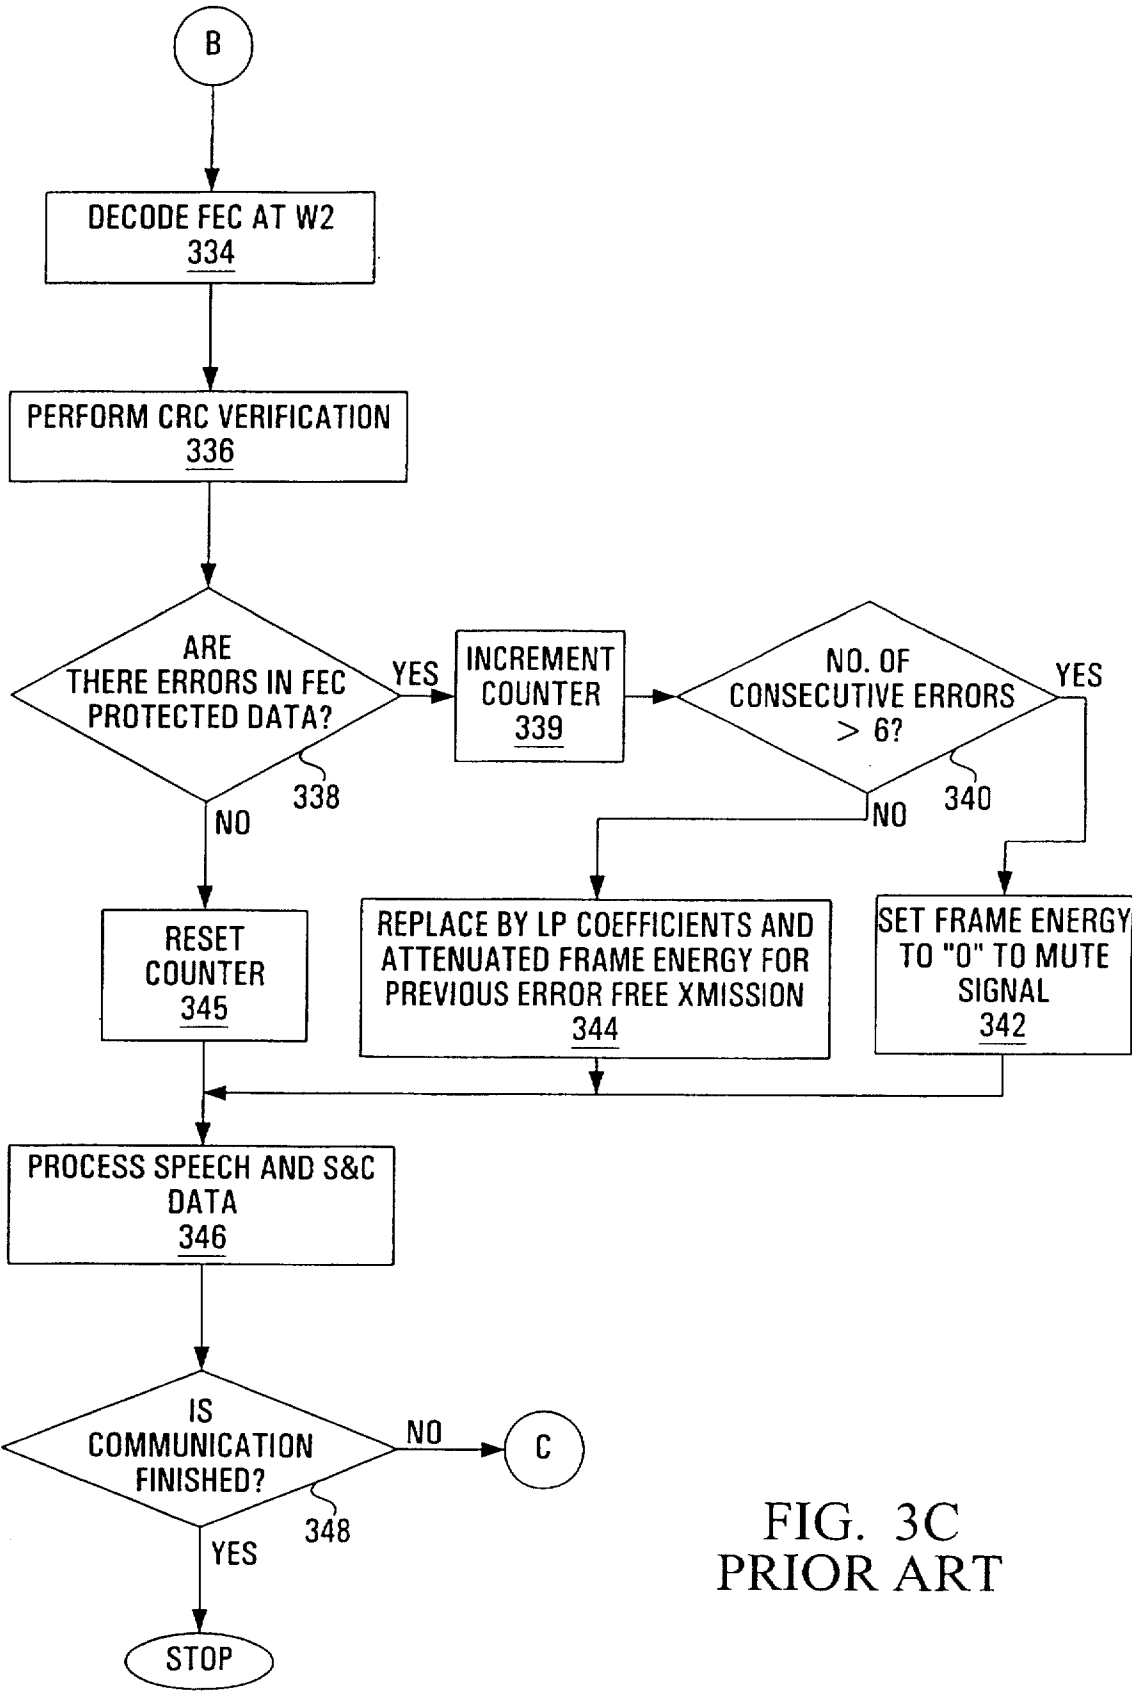 B
DECODE FEC AT W2
334
PERFORM CRC VERIFICATION
336
ARE
THERE ERRORS IN FEC
PROTECTED DATA?
338
YES
INCREMENT
COUNTER
339
NO. OF
CONSECUTIVE ERRORS
> 6?
340
YES
NO
NO
RESET
COUNTER
345
REPLACE BY LP COEFFICIENTS AND
ATTENUATED FRAME ENERGY FOR
PREVIOUS ERROR FREE XMISSION
344
SET FRAME ENERGY
TO "0" TO MUTE
SIGNAL
342
PROCESS SPEECH AND S&C
DATA
346
IS
COMMUNICATION
FINISHED?
348
NO
C
YES
STOP
FIG. 3C
PRIOR ART